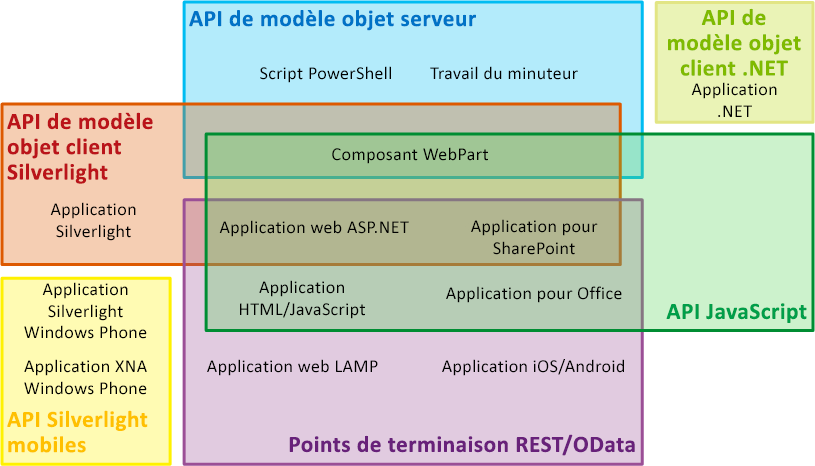 API de modèle objet serveur
Script PowerShell
Travail du minuteur
API de
modèle objet
client .NET
Application
.NET
API de modèle
objet client
Silverlight
Application
Silverlight
Composant WebPart
Application web ASP.NET
Application pour
SharePoint
Application
HTML/JavaScript
Application pour Office
API JavaScript
Application
Silverlight
Windows Phone
Application XNA
Windows Phone
API Silverlight
mobiles
Application web LAMP
Application iOS/Android
Points de terminaison REST/OData